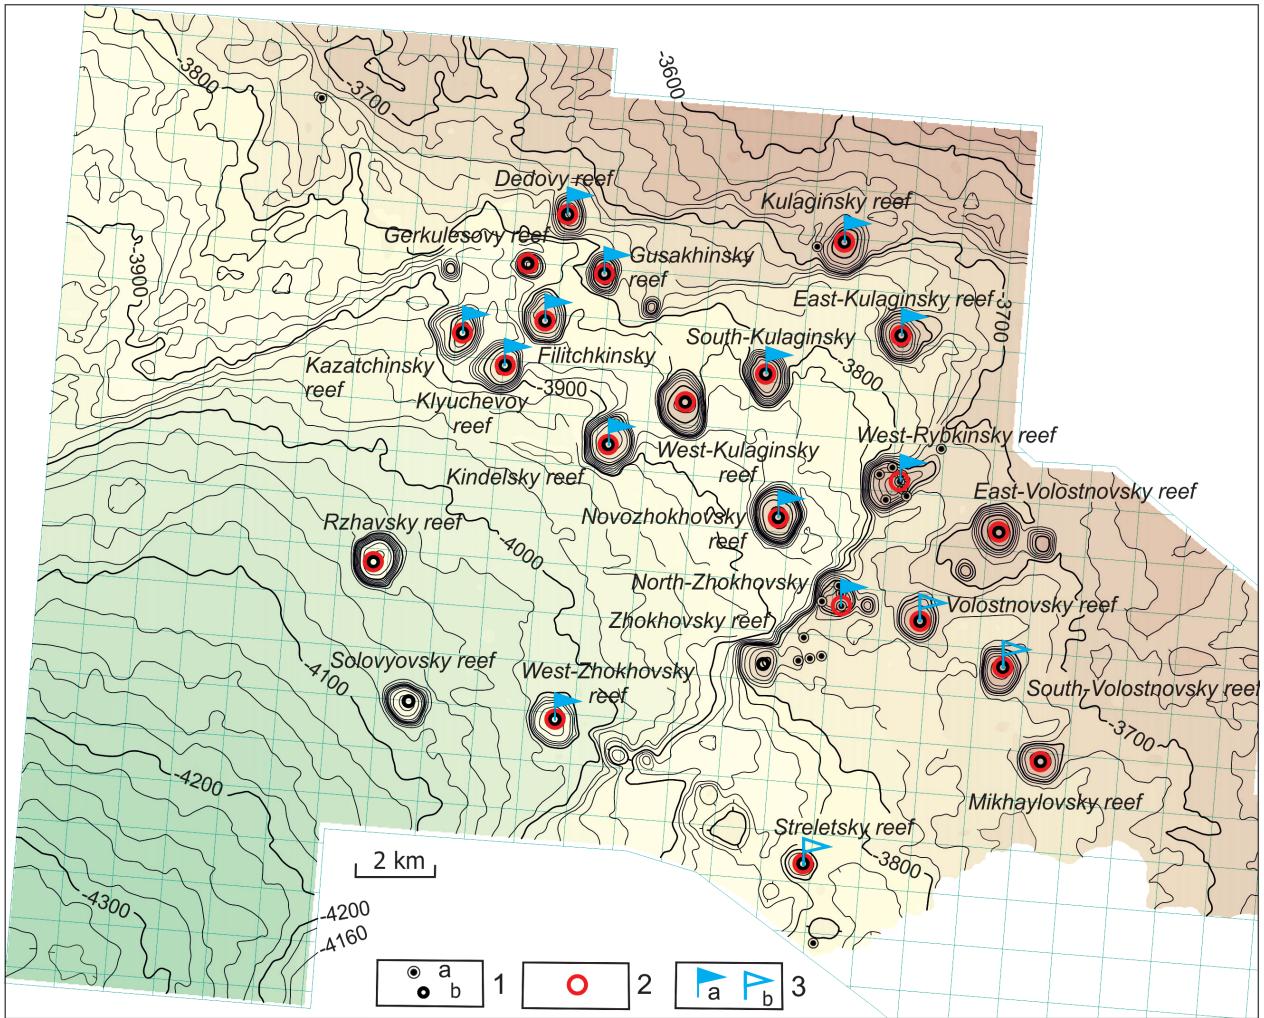 -3600
-3800
-3700
Dedovy reef
Kulaginsky reef
Gerkulesovy reef
Gusakhinsky
reef
-3900
East-Kulaginsky reef
-3700
South-Kulaginsky
Filitchkinsky
Kazatchinsky
reef
-3800
-3900
Klyuchevoy
reef
West-Rybkinsky reef
West-Kulaginsky
reef
Kindelsky reef
East-Volostnovsky reef
Novozhokhovsky
reef
Rzhavsky reef
-4000
North-Zhokhovsky
Volostnovsky reef
Zhokhovsky reef
Solovyovsky reef
West-Zhokhovsky
reef
-4100
South-Volostnovsky reef
-3700
-4200
Mikhaylovsky reef
Streletsky reef
2 km
-3800
-4300
-4200
-4160
a
b
1
2
a
b
3